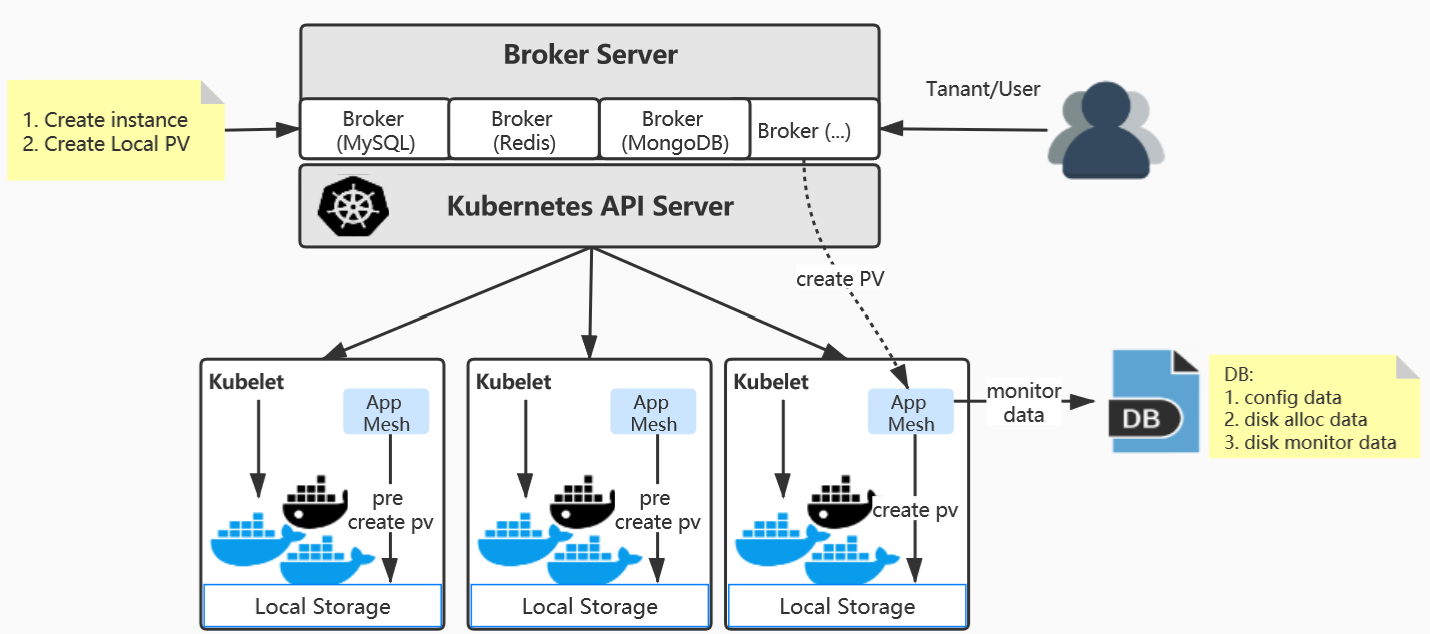 Broker Server
1. Create instance
2. Create Local PV
Broker
(MySQL)
Broker
(Redis)
Broker
(MongoDB)
Broker (...)
Tanant/User
Kubernetes API Server
create PV
Kubelet
App
Mesh
pre
create pv
Local Storage
Kubelet
App
Mesh
pre
create pv
Local Storage
Kubelet
App
Mesh
create pv
Local Storage
monitor
data
DB
DB:
1. config data
2. disk alloc data
3. disk monitor data